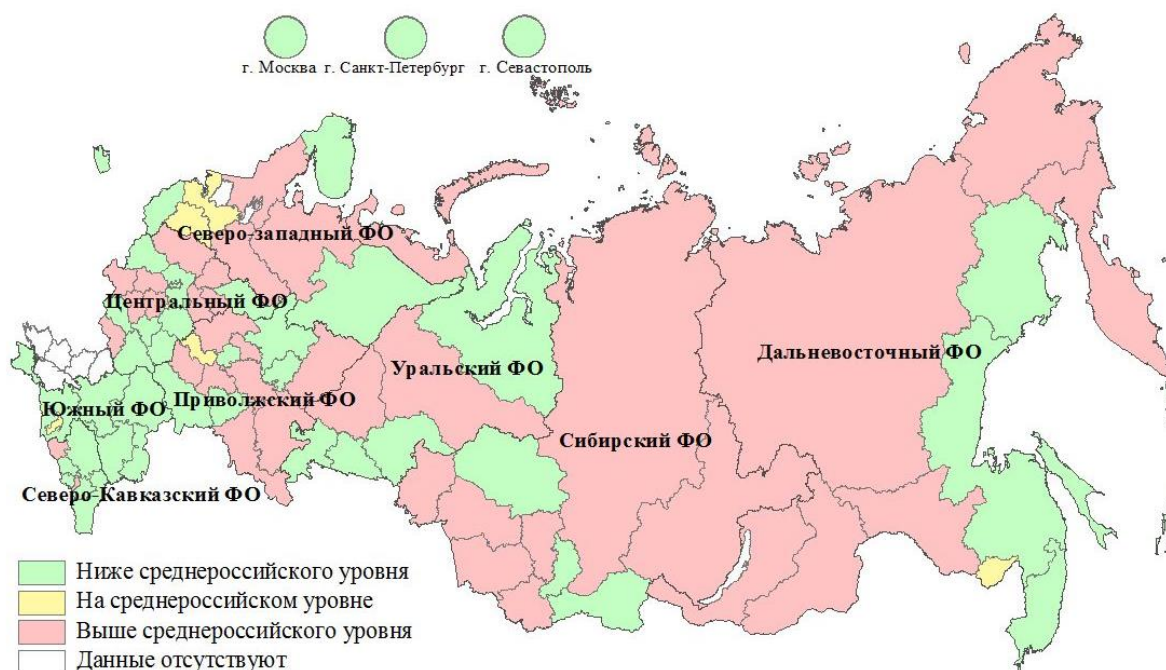 г. Москва г. Санкт-Петербург г. Севастополь
Северо-западный ФО
Центральный ФО
Уральский ФО
Дальневосточный ФО
Южный ФО
Приволжский ФО
Сибирский ФО
Северо-Кавказский ФО
Ниже среднероссийского уровня
На среднероссийском уровне
Выше среднероссийского уровня
Данные отсутствуют